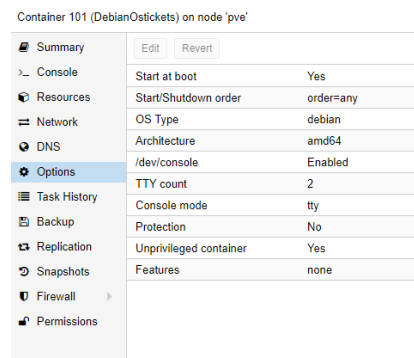 Container 101 (DebianOstickets) on node 'pve'
Summary
Console
Resources
Network
DNS
Options
Task History
Backup
Replication
Snapshots
Firewall
Permissions
Edit Revert
Start at boot Yes
Start/Shutdown order order=any
OS Type debian
Architecture amd64
/dev/console Enabled
TTY count 2
Console mode tty
Protection No
Unprivileged container Yes
Features none